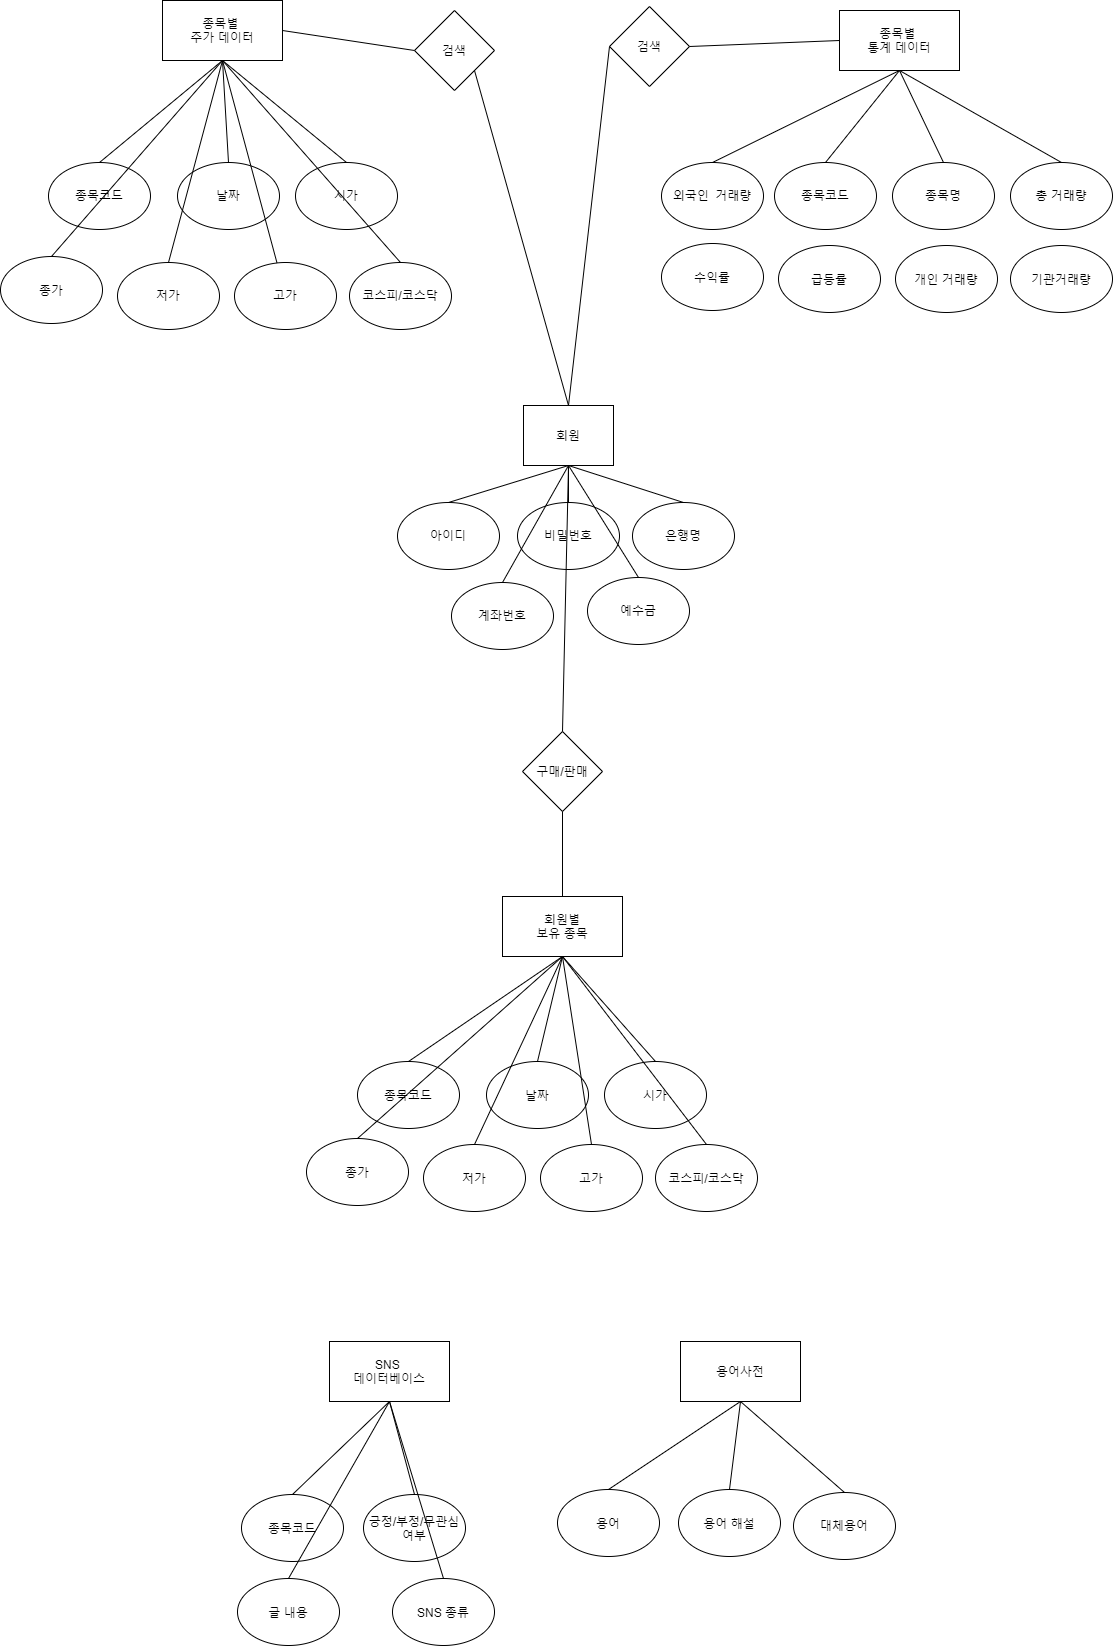 종목별
주가 데이터
검색
검색
종목별
통계 데이터
종목코드
날짜
시가
외국인 거래량
종목코드
종목명
총 거래량
종가
저가
고가
코스피/코스닥
수익률
급등률
개인 거래량
기관거래량
회원
아이디
비밀번호
은행명
계좌번호
예수금
구매/판매
회원별
보유 종목
종목코드
날짜
시가
종가
저가
고가
코스피/코스닥
SNS
데이터베이스
용어사전
종목코드
긍정/부정/무관심
여부
용어
용어 해설
대체용어
글 내용
SNS 종류